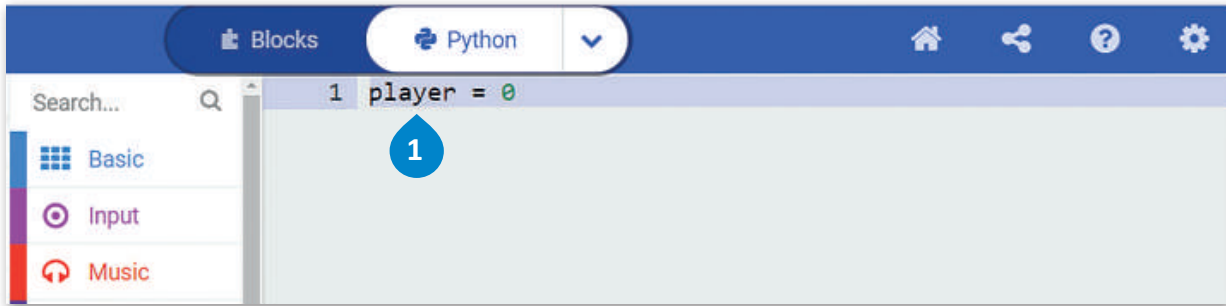 Blocks
Python
Search...
1 player = 0
1
Basic
Input
Music